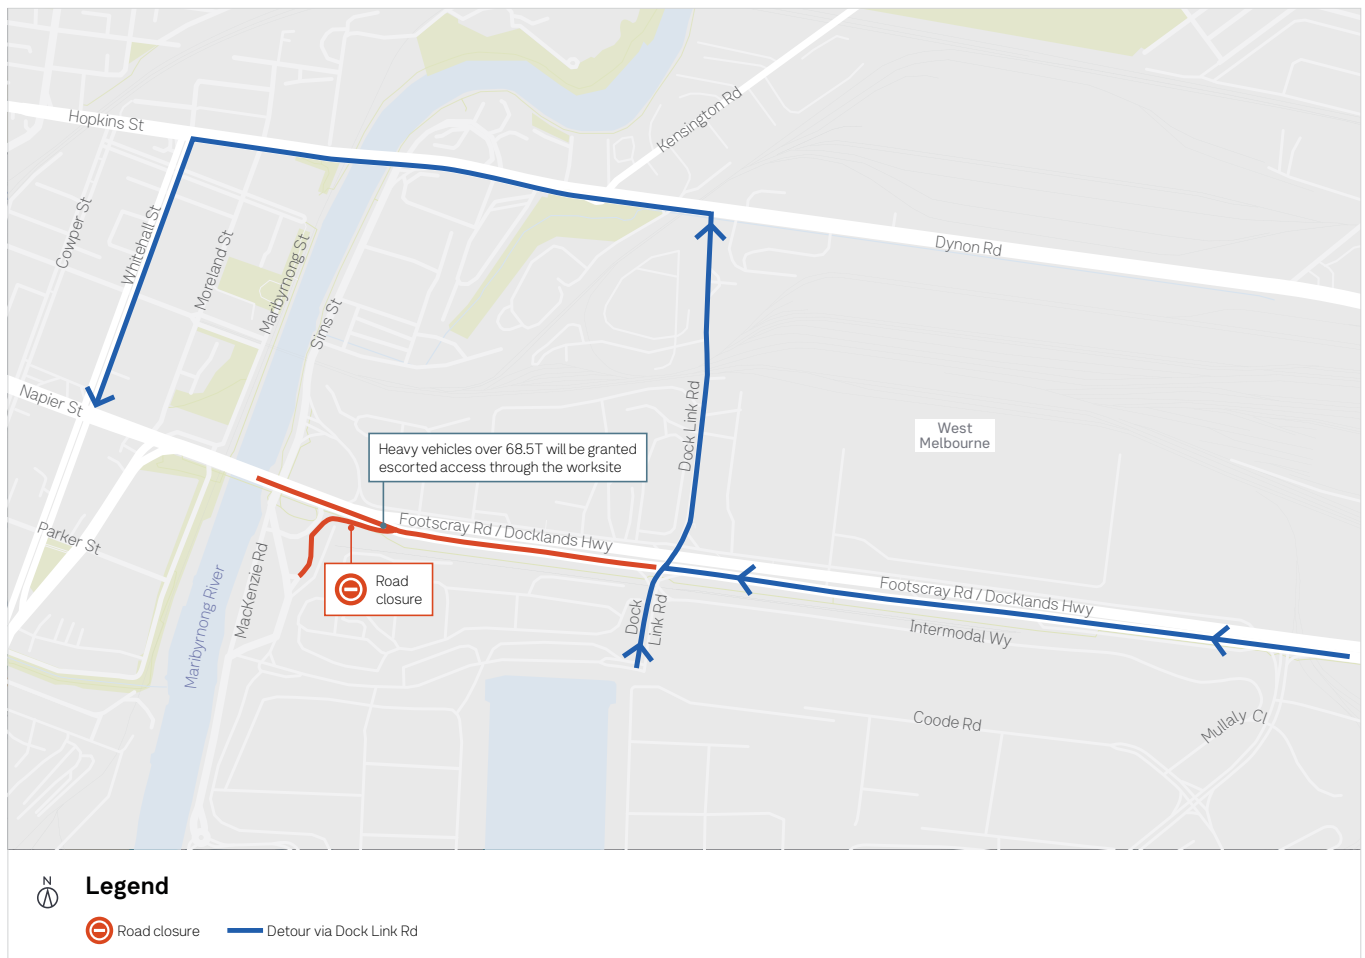 Hopkins St
Kensington Rd
Cowper St
Whitehall St
Moreland St
Maribyrnong St
Sims St
Dynon Rd
Napier St
Dock Link Rd
West
Melbourne
Heavy vehicles over 68.5T will be granted
escorted access through the worksite
Footscray Rd / Docklands Hwy
Parker St
MacKenzie Rd
Maribyrnong River
Road
closure
Dock
Link Rd
Footscray Rd / Docklands Hwy
Intermodal Wy
Coode Rd
Mullaly Cl
N
Legend
Road closure
Detour via Dock Link Rd